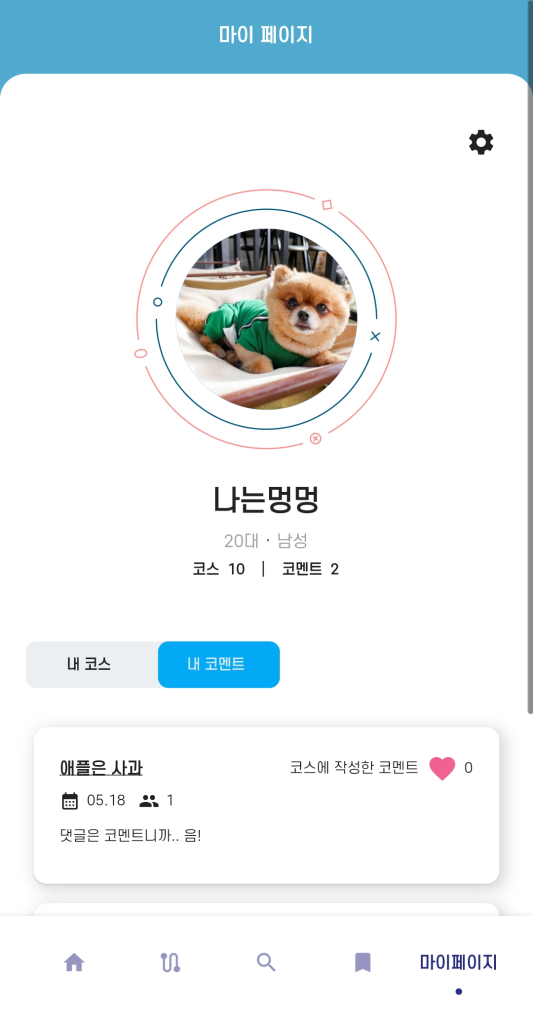 마이 페이지
나는멍멍
20대 · 남성
코스 10 | 코멘트 2
내 코스 내 코멘트
애플은 사과 코스에 작성한 코멘트 0
05.18 1
댓글은 코멘트니까.. 음!
마이페이지